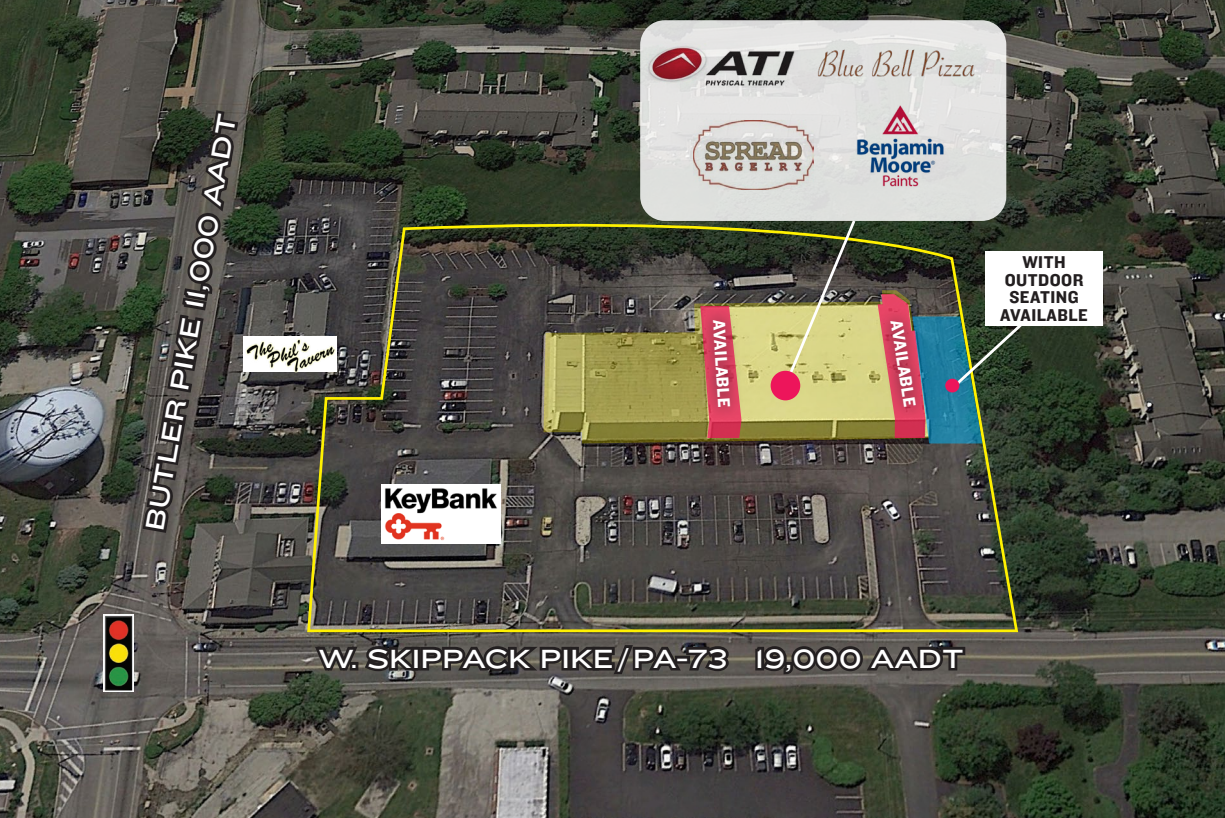 ATI
PHYSICAL THERAPY
Blue Bell Pizza
SPREAD
BAGELRY
Benjamin
Moore®
Paints
WITH
OUTDOOR
SEATING
AVAILABLE
BUTLER PIKE 11,000 AADT
The
Phil's
Tavern
AVAILABLE
AVAILABLE
KeyBank
W. SKIPPACK PIKE/PA-73 19,000 AADT